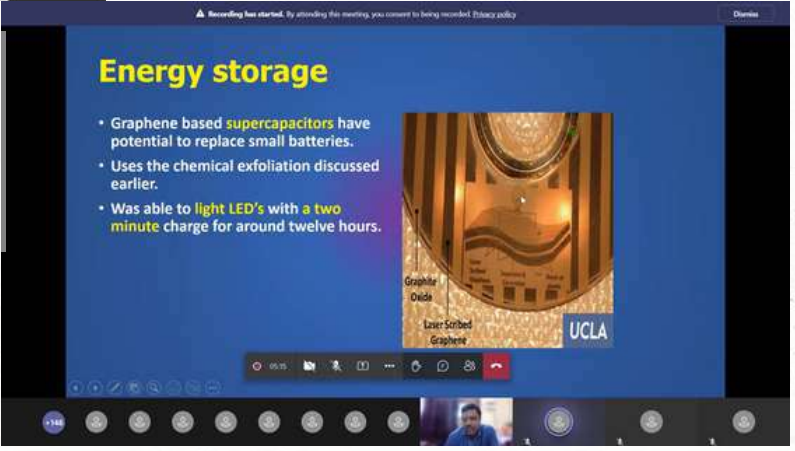 Recording has started. By attending this meeting, you consent to being recorded. Privacy policy
Dismiss
Energy storage
• Graphene based supercapacitors have
potential to replace small batteries.
• Uses the chemical exfoliation discussed
earlier.
• Was able to light LED's with a two
minute charge for around twelve hours.
Graphite
Oxide
Laser Scribed
Graphene
UCLA
05:15
+148